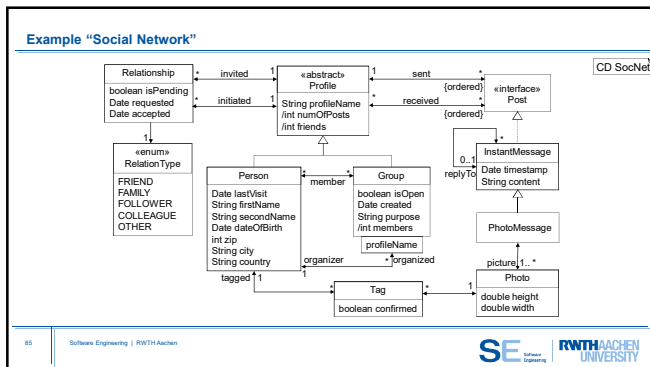 Example “Social Network”
CD SocNet
Relationship
boolean isPending
Date requested
Date accepted
* invited 1
* initiated 1
«abstract»
Profile
String profileName
/int numOfPosts
/int friends
1 sent *
{ordered}
* received *
{ordered}
«interface»
Post
1
«enum»
RelationType
FRIEND
FAMILY
FOLLOWER
COLLEAGUE
OTHER
Person
Date lastVisit
String firstName
String secondName
Date dateOfBirth
int zip
String city
String country
* member *
Group
boolean isOpen
Date created
String purpose
/int members
profileName
organizer * organized
1
tagged 1
*
0..1
replyTo
InstantMessage
Date timestamp
String content
PhotoMessage
picture 1.. *
* Tag * 1
boolean confirmed
Photo
double height
double width
85 Software Engineering | RWTH Aachen
SE Software Engineering
RWTHAACHEN
UNIVERSITY